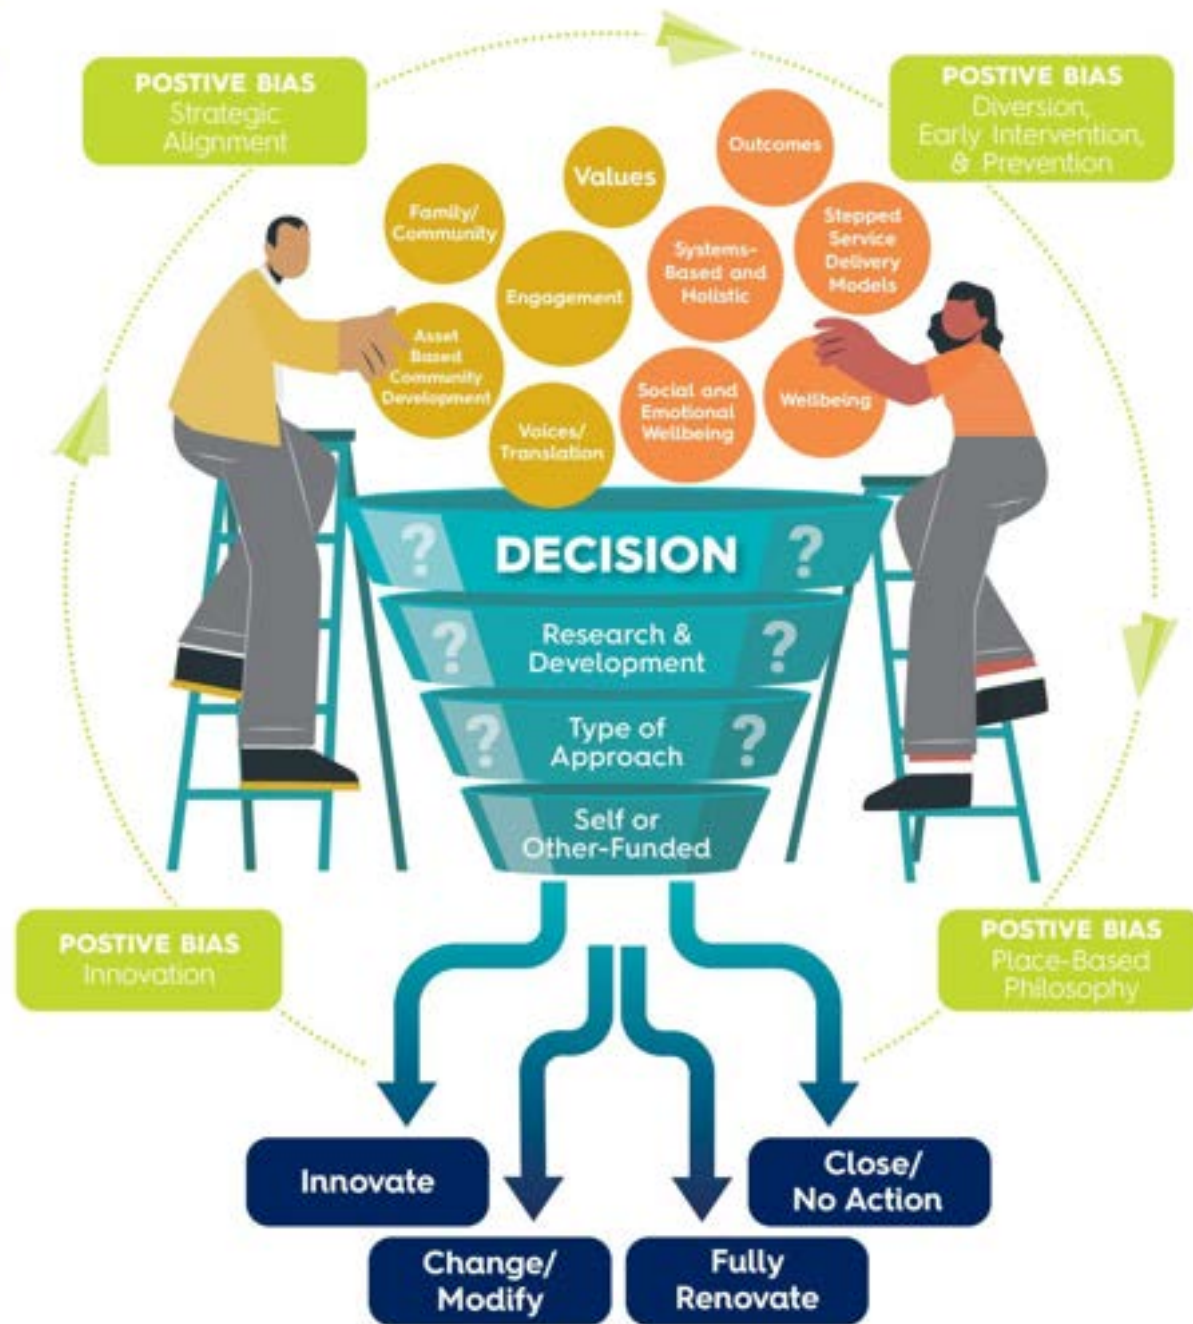 POSTIVE BIAS
Strategic
Alignment
POSTIVE BIAS
Diversion,
Early Intervention,
& Prevention
Outcomes
Values
Family/
Community
Stepped
Service
Delivery
Models
Systems-
Based and
Holistic
Engagement
Asset
Based
Community
Development
Social and
Emotional
Wellbeing
Wellbeing
Voices/
Translation
? DECISION ?
? Research & ?
Development
? Type of ?
Approach
Self or
Other-Funded
POSTIVE BIAS
Innovation
POSTIVE BIAS
Place-Based
Philosophy
Innovate
Close/
No Action
Change/
Modify
Fully
Renovate